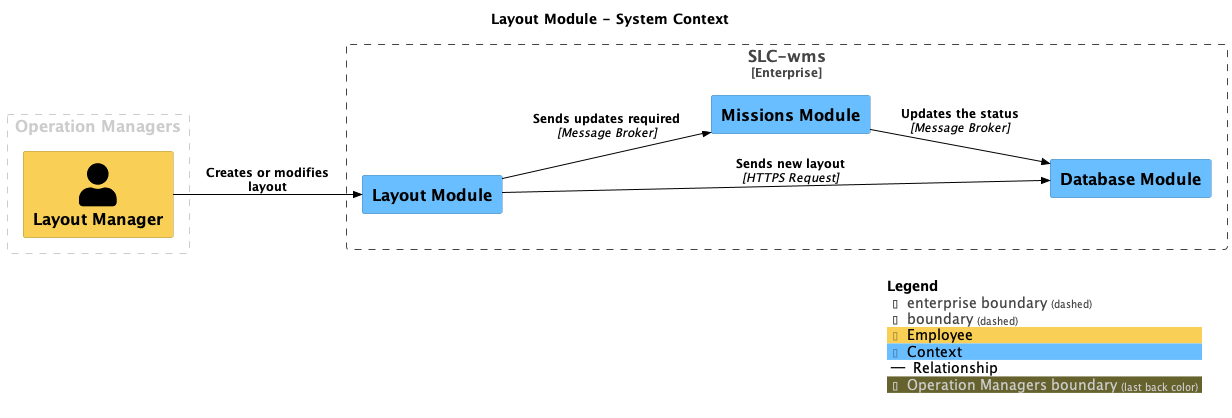 Layout Module – System Context
SLC-wms
[Enterprise]
Operation Managers
Layout Manager
Creates or modifies
layout
Layout Module
Sends updates required
[Message Broker]
Missions Module
Updates the status
[Message Broker]
Sends new layout
[HTTPS Request]
Database Module
Legend
enterprise boundary (dashed)
boundary (dashed)
Employee
Context
Relationship
Operation Managers boundary (last back color)